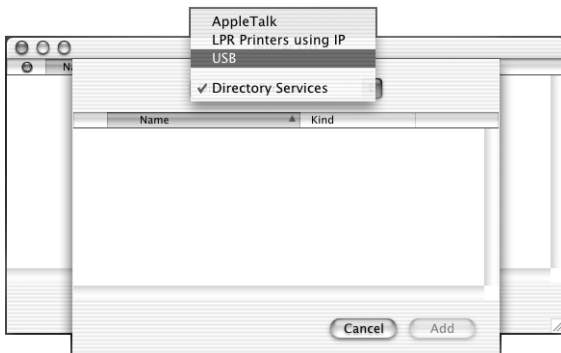 AppleTalk
LPR Printers using IP
USB
✓ Directory Services
Name Kind
Cancel Add